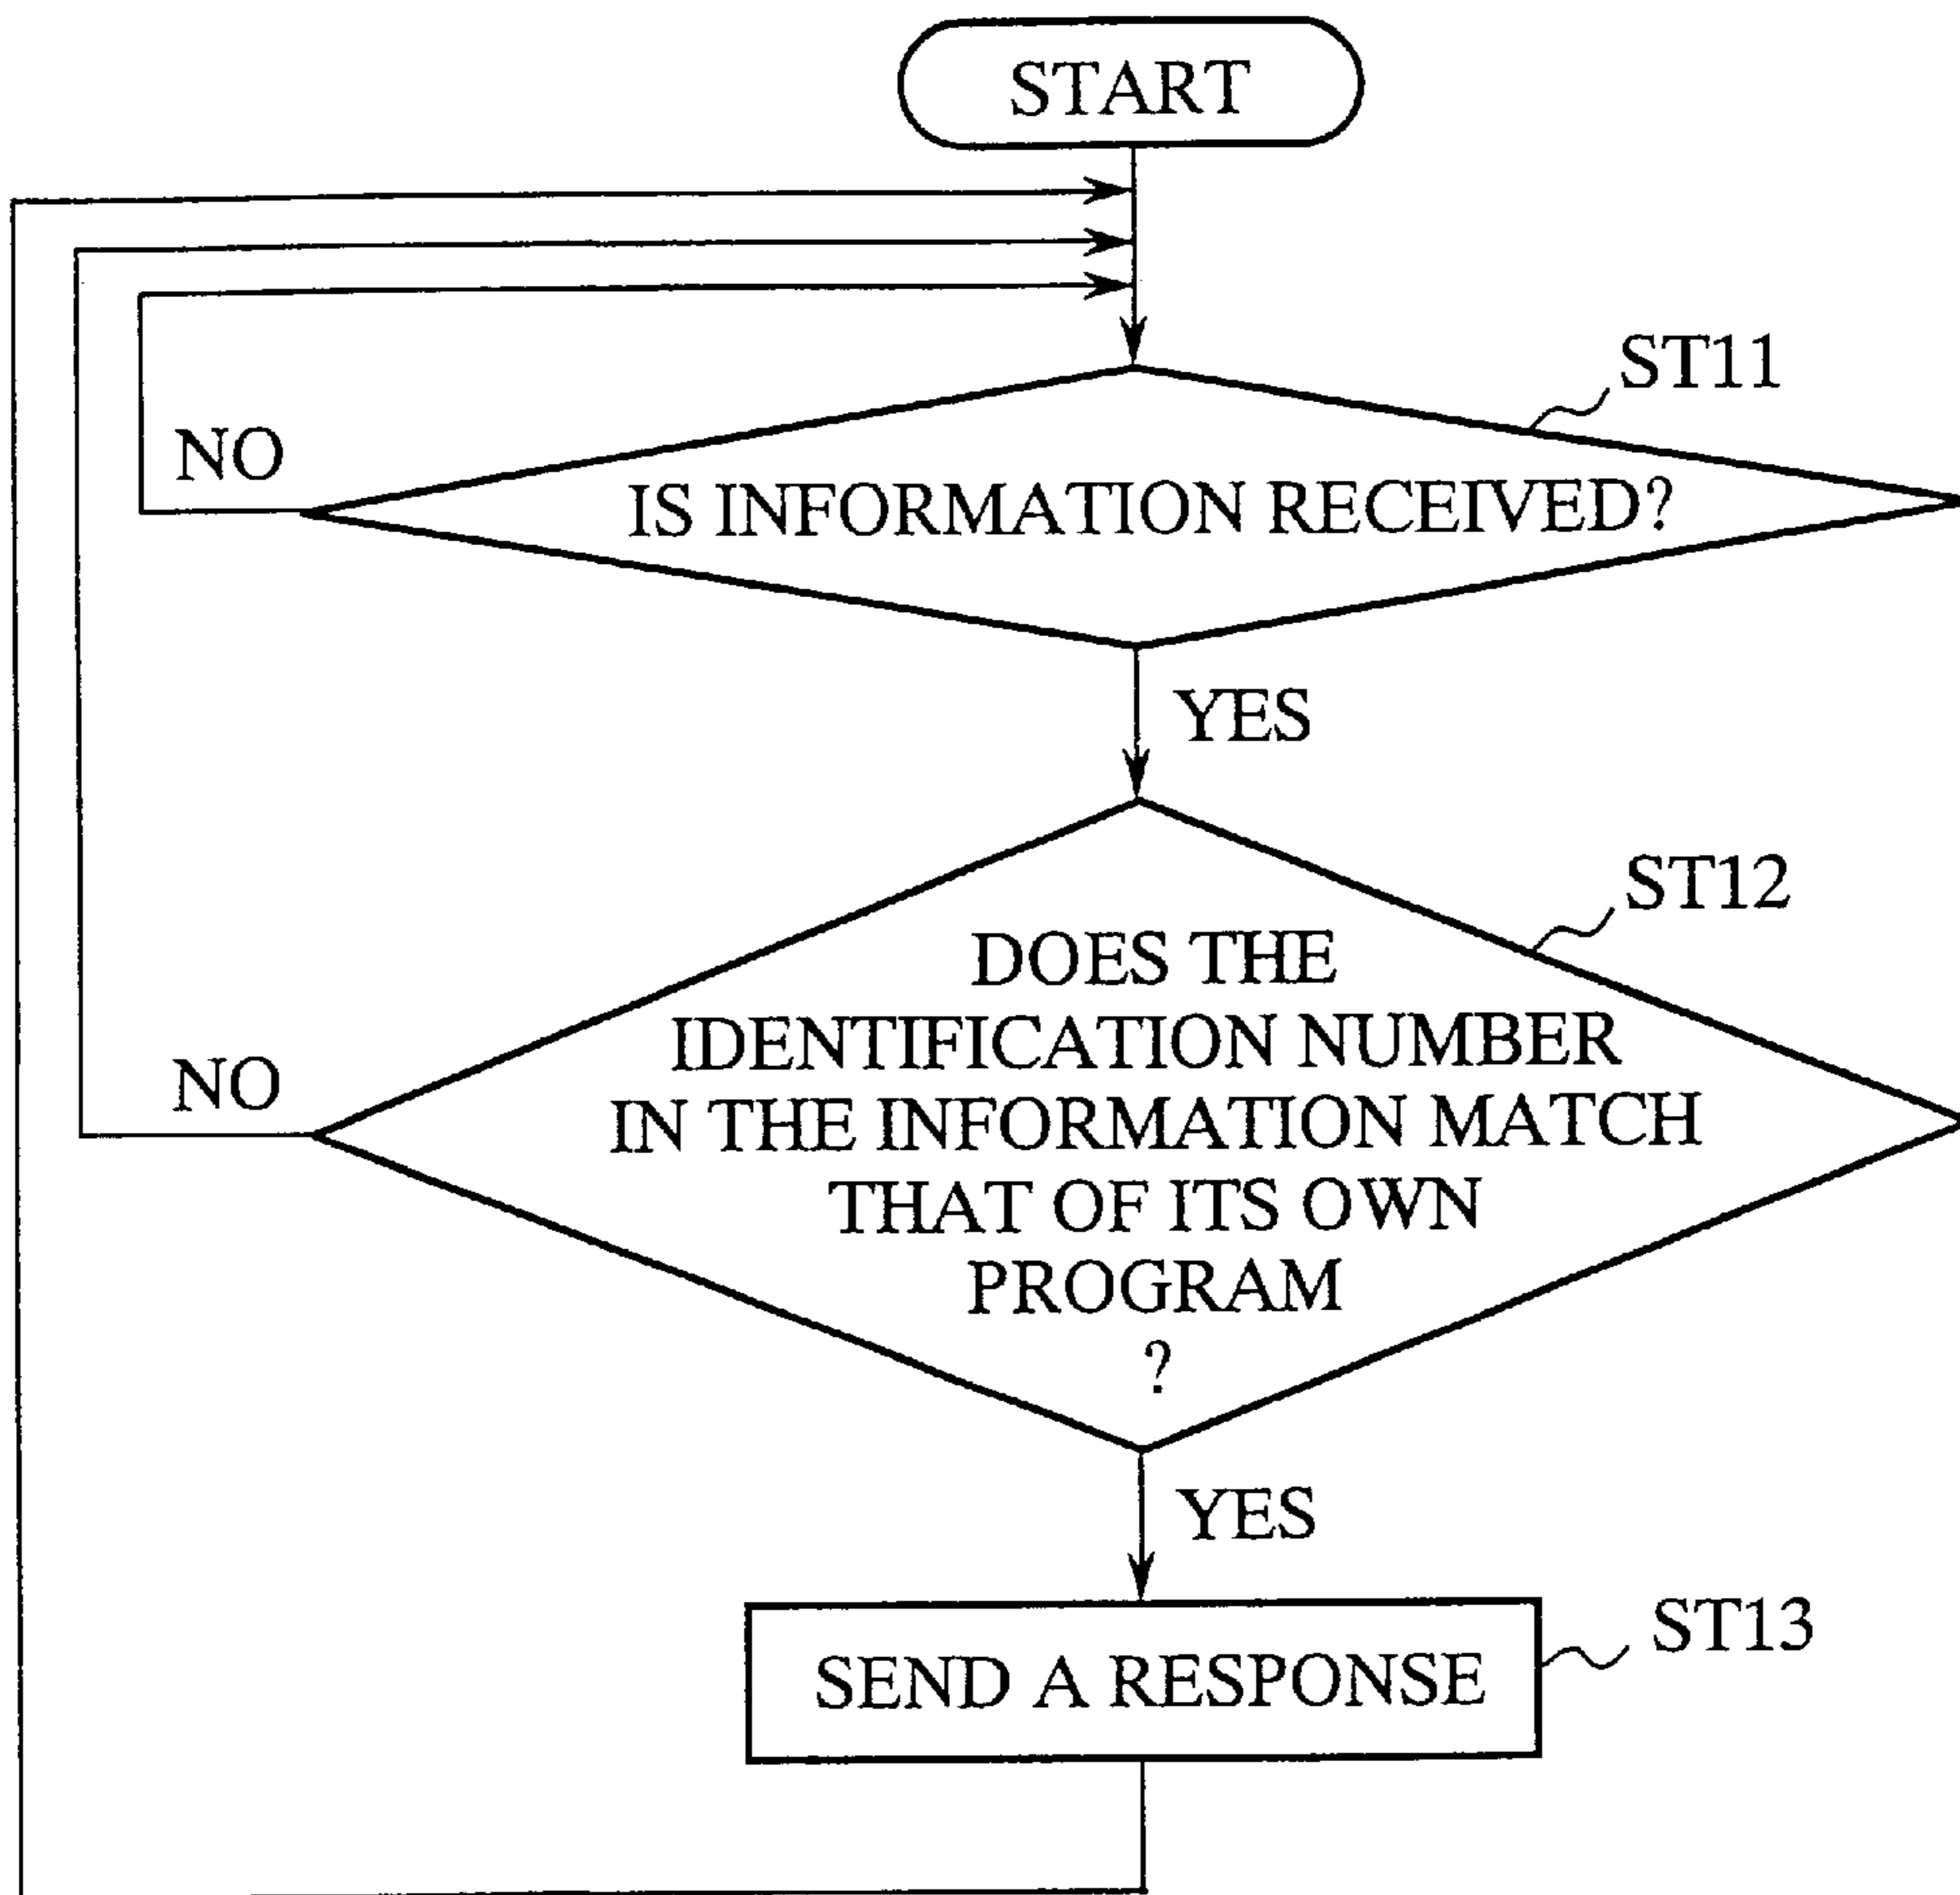 START
ST11
NO
IS INFORMATION RECEIVED?
YES
ST12
DOES THE
IDENTIFICATION NUMBER
IN THE INFORMATION MATCH
THAT OF ITS OWN
PROGRAM
?
NO
YES
ST13
SEND A RESPONSE